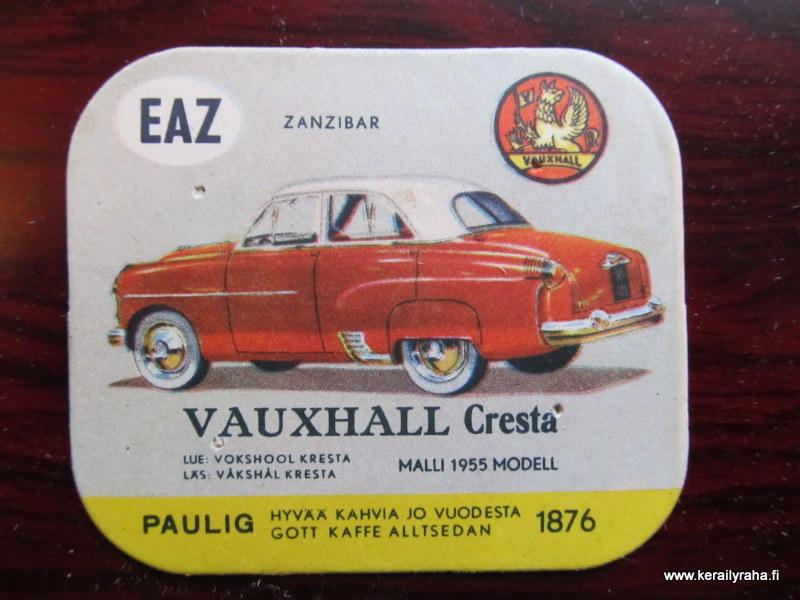 EAZ
ZANZIBAR
V
VAUXHALL
VAUXHALL Cresta
LUE: VOKSHOOL KRESTA
LÄS: VÅKSHÅL KRESTA
MALLI 1955 MODELL
PAULIG
HYVÄÄ KAHVIA JO VUODESTA
GOTT KAFFE ALLTSEDAN
1876
www.kerailyraha.fi